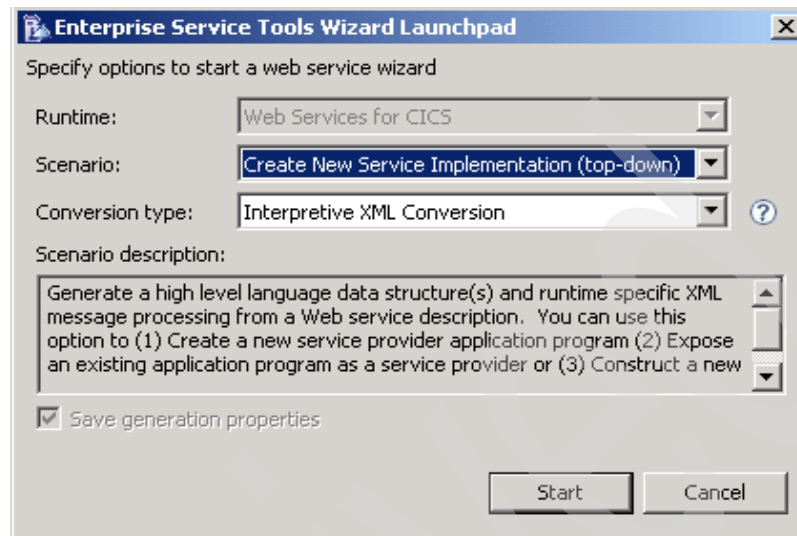 Enterprise Service Tools Wizard Launchpad
Specify options to start a web service wizard
Runtime: Web Services for CICS
Scenario: Create New Service Implementation (top-down)
Conversion type: Interpretive XML Conversion
Scenario description:
Generate a high level language data structure(s) and runtime specific XML
message processing from a Web service description. You can use this
option to (1) Create a new service provider application program (2) Expose
an existing application program as a service provider or (3) Construct a new
Save generation properties
Start Cancel